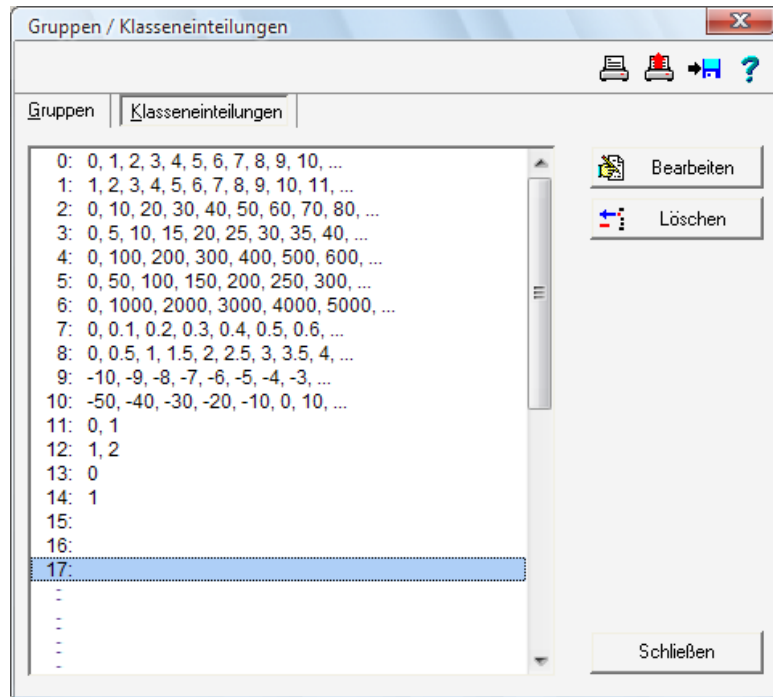 Gruppen / Klasseneinteilungen
Gruppen
Klasseneinteilungen
0: 0, 1, 2, 3, 4, 5, 6, 7, 8, 9, 10, ...
1: 1, 2, 3, 4, 5, 6, 7, 8, 9, 10, 11, ...
2: 0, 10, 20, 30, 40, 50, 60, 70, 80, ...
3: 0, 5, 10, 15, 20, 25, 30, 35, 40, ...
4: 0, 100, 200, 300, 400, 500, 600, ...
5: 0, 50, 100, 150, 200, 250, 300, ...
6: 0, 1000, 2000, 3000, 4000, 5000, ...
7: 0, 0.1, 0.2, 0.3, 0.4, 0.5, 0.6, ...
8: 0, 0.5, 1, 1.5, 2, 2.5, 3, 3.5, 4, ...
9: -10, -9, -8, -7, -6, -5, -4, -3, ...
10: -50, -40, -30, -20, -10, 0, 10, ...
11: 0, 1
12: 1, 2
13: 0
14: 1
15:
16:
17:
Bearbeiten
Löschen
Schließen